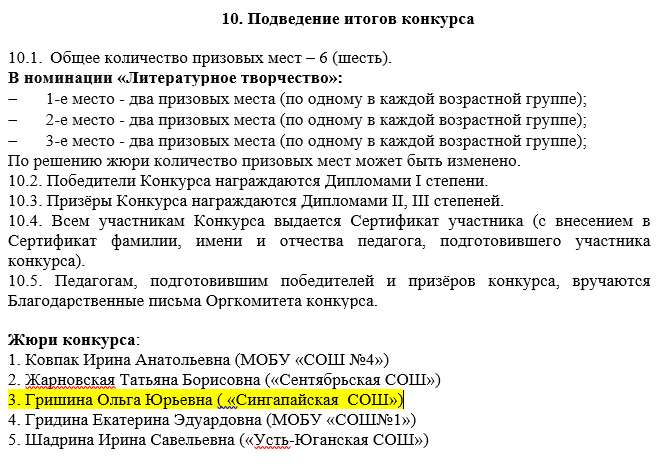 10. Подведение итогов конкурса
10.1. Общее количество призовых мест – 6 (шесть).
В номинации «Литературное творчество»:
– 1-е место - два призовых места (по одному в каждой возрастной группе);
– 2-е место - два призовых места (по одному в каждой возрастной группе);
– 3-е место - два призовых места (по одному в каждой возрастной группе);
По решению жюри количество призовых мест может быть изменено.
10.2. Победители Конкурса награждаются Дипломами I степени.
10.3. Призёры Конкурса награждаются Дипломами II, III степеней.
10.4. Всем участникам Конкурса выдается Сертификат участника (с внесением в
Сертификат фамилии, имени и отчества педагога, подготовившего участника
конкурса).
10.5. Педагогам, подготовившим победителей и призёров конкурса, вручаются
Благодарственные письма Оргкомитета конкурса.
Жюри конкурса:
1. Ковпак Ирина Анатольевна (МОБУ «СОШ №4»)
2. Жарновская Татьяна Борисовна («Сентябрьская СОШ»)
3. Гришина Ольга Юрьевна ( «Сингапайская СОШ»)
4. Гридина Екатерина Эдуардовна (МОБУ «СОШ№1»)
5. Шадрина Ирина Савельевна («Усть-Юганская СОШ»)